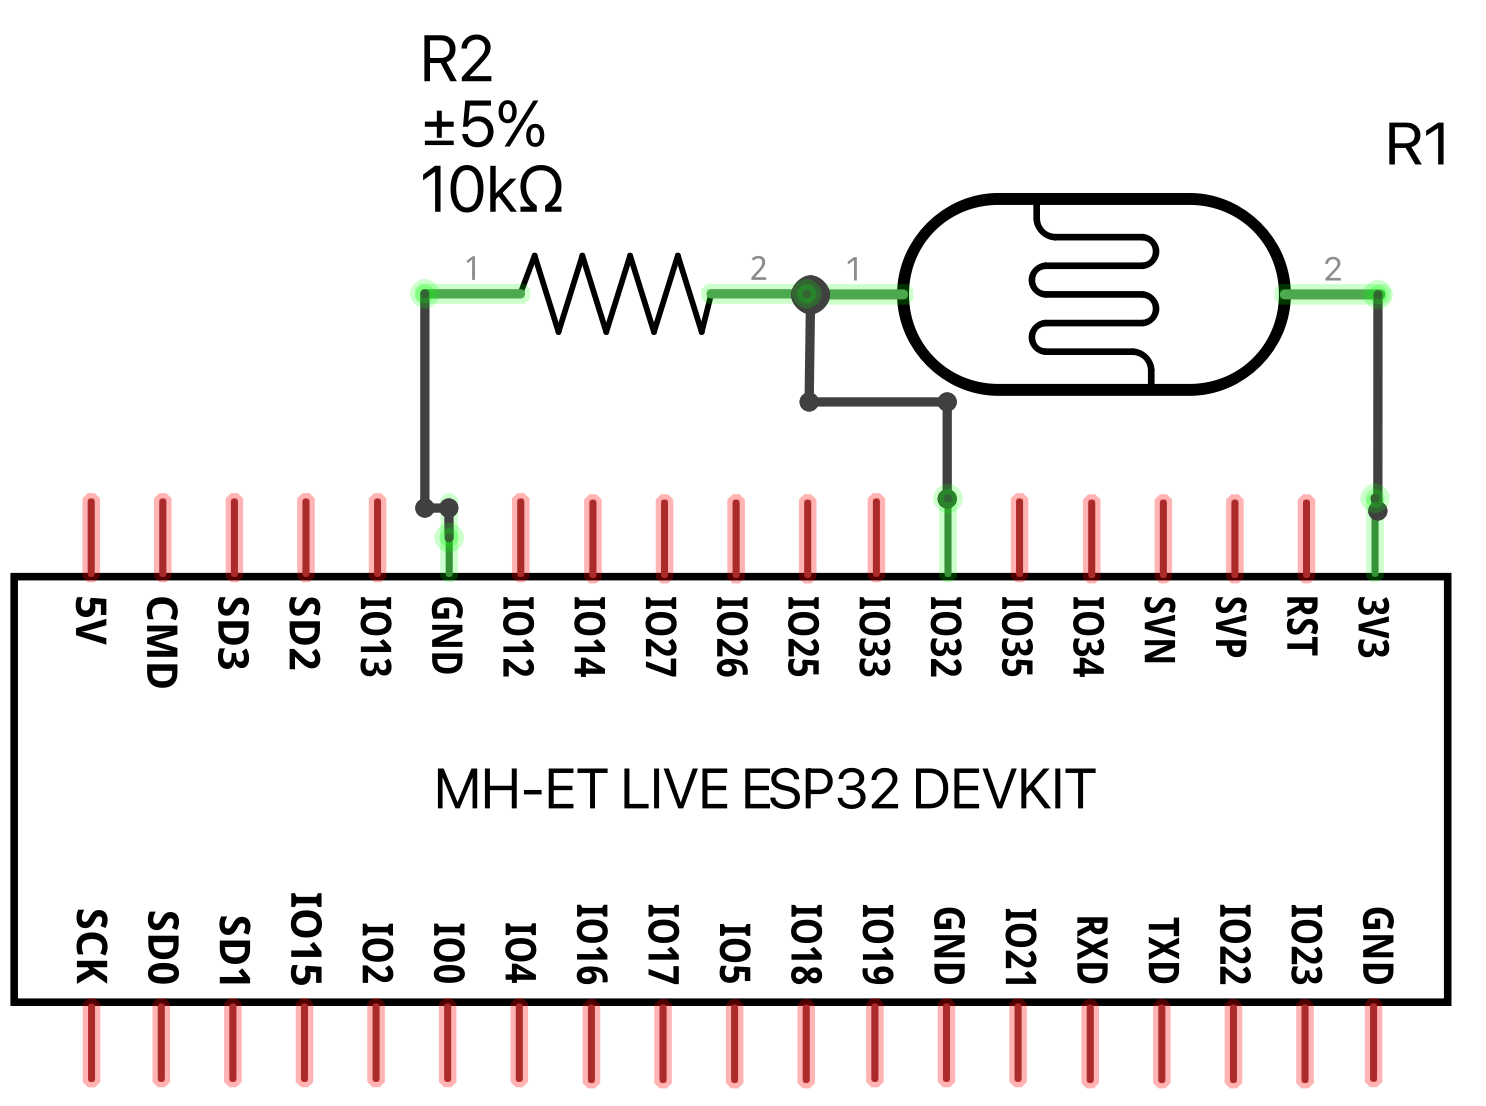 R2
±5%
10kΩ
R1
1
2
1
2
5V
CMD
SD3
SD2
IO13
GND
IO12
IO14
IO27
IO26
IO25
IO33
IO32
IO35
IO34
SVN
SVP
RST
3V3
MH-ET LIVE ESP32 DEVKIT
SCK
SD0
SD1
IO15
IO2
IO0
IO4
IO16
IO17
IO5
IO18
IO19
GND
IO21
RXD
TXD
IO22
IO23
GND